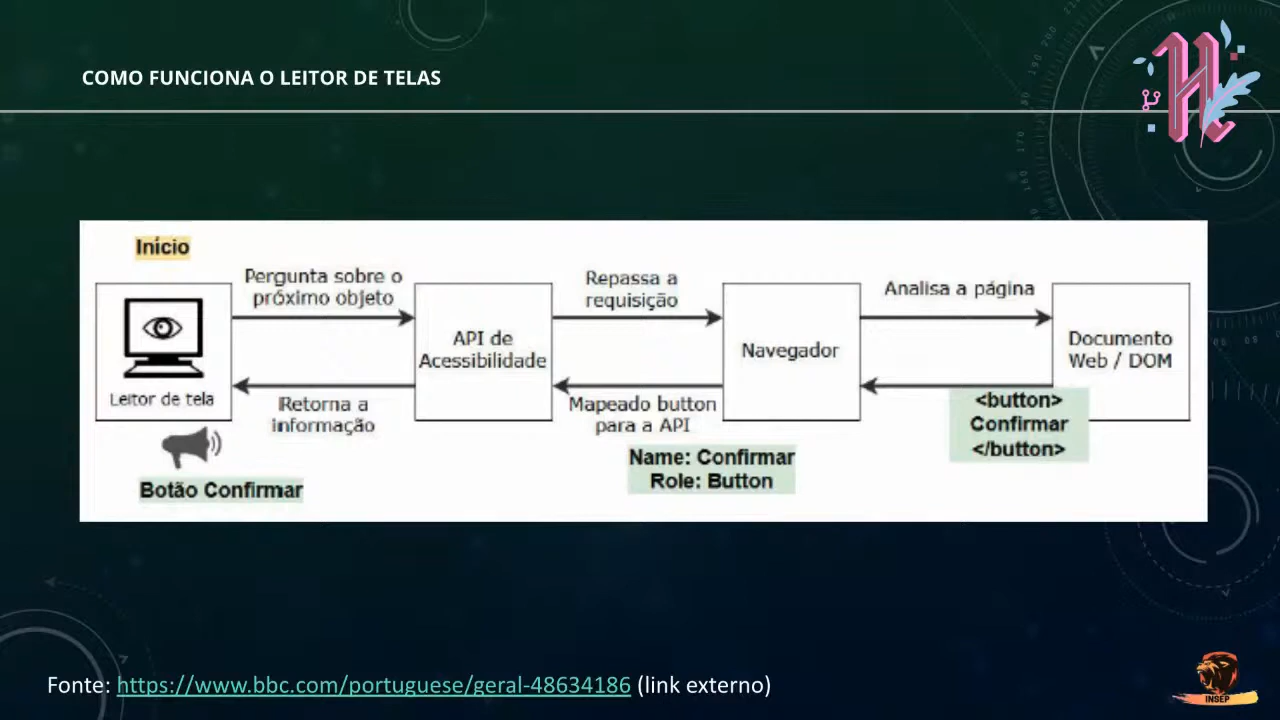 COMO FUNCIONA O LEITOR DE TELAS
Início
Pergunta sobre o
próximo objeto
Repassa a
requisição
Analisa a página
API de
Acessibilidade
Navegador
Documento
Web / DOM
Leitor de tela
Retorna a
informação
Mapeado button
para a API
<button>
Confirmar
</button>
Name: Confirmar
Role: Button
Botão Confirmar
Fonte: https://www.bbc.com/portuguese/geral-48634186 (link externo)
INSEP